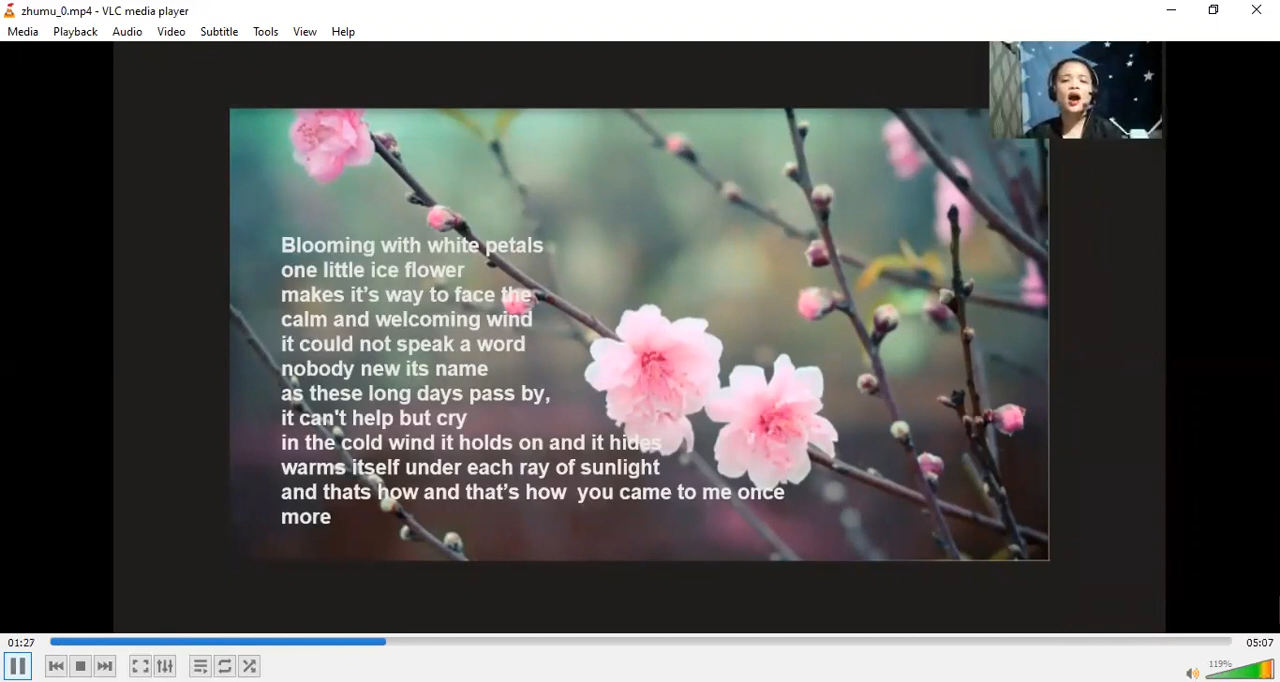 zhumu_0.mp4 - VLC media player
Media Playback Audio Video Subtitle Tools View Help
Blooming with white petals
one little ice flower
makes it's way to face the
calm and welcoming wind
it could not speak a word
nobody new its name
as these long days pass by,
it can't help but cry
in the cold wind it holds on and it hides
warms itself under each ray of sunlight
and thats how and that's how you came to me once
more
01:27 05:07
119%